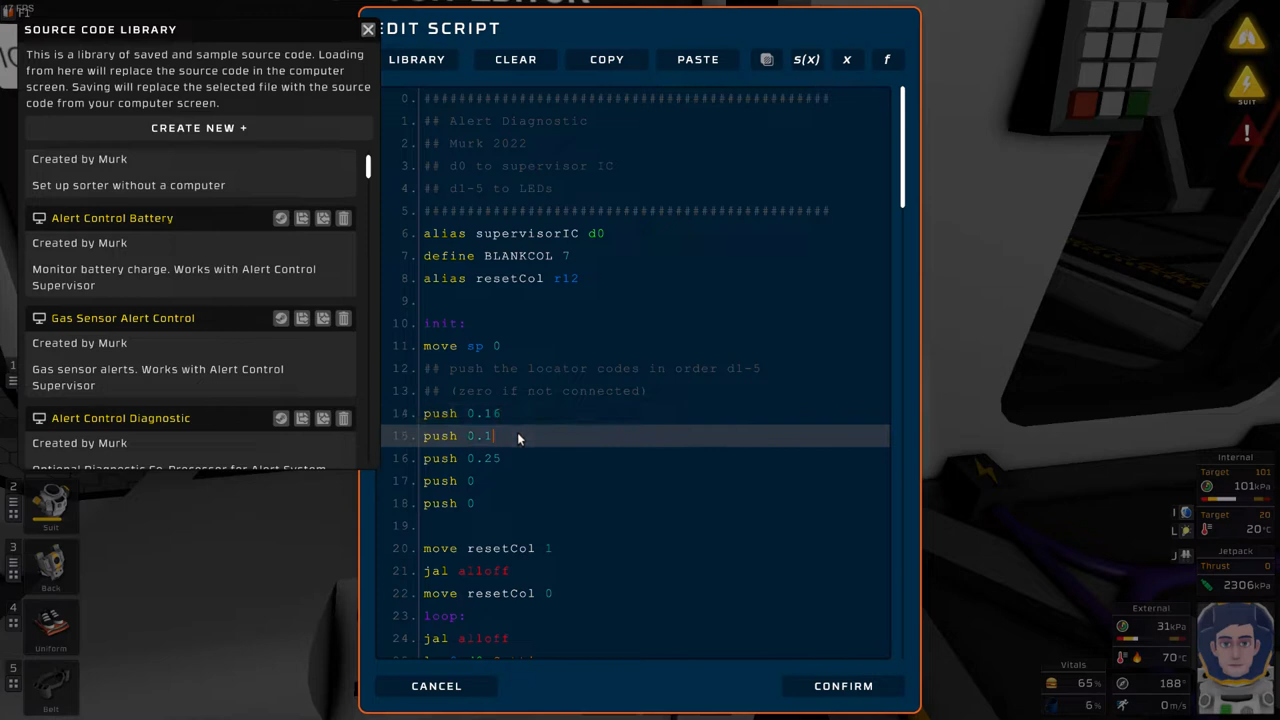 SOURCE CODE LIBRARY
This is a library of saved and sample source code. Loading
from here will replace the source code in the computer
screen. Saving will replace the selected file with the source
code from your computer screen.
CREATE NEW +
Created by Murk
Set up sorter without a computer
Alert Control Battery
Created by Murk
Monitor battery charge. Works with Alert Control
Supervisor
Gas Sensor Alert Control
Created by Murk
Gas sensor alerts. Works with Alert Control
Supervisor
Alert Control Diagnostic
Created by Murk
EDIT SCRIPT
LIBRARY
CLEAR
COPY
PASTE
S(X)
X
f
0. ###############################################
1. ## Alert Diagnostic
2. ## Murk 2022
3. ## d0 to supervisor IC
4. ## d1-5 to LEDs
5. ###############################################
6. alias supervisorIC d0
7. define BLANKCOL 7
8. alias resetCol r12
9.
10. init:
11. move sp 0
12. ## push the locator codes in order d1-5
13. ## (zero if not connected)
14. push 0.16
15. push 0.1
16. push 0.25
17. push 0
18. push 0
19.
20. move resetCol 1
21. jal alloff
22. move resetCol 0
23. loop:
24. jal alloff
CANCEL
CONFIRM
2
Suit
3
Back
4
Uniform
5
Belt
SUIT
Internal
Target 101
101kPa
Target 20
20°C
Jetpack
Thrust 0
2306kPa
External
31kPa
70°C
188°
0m/s
Vitals
65%
6%